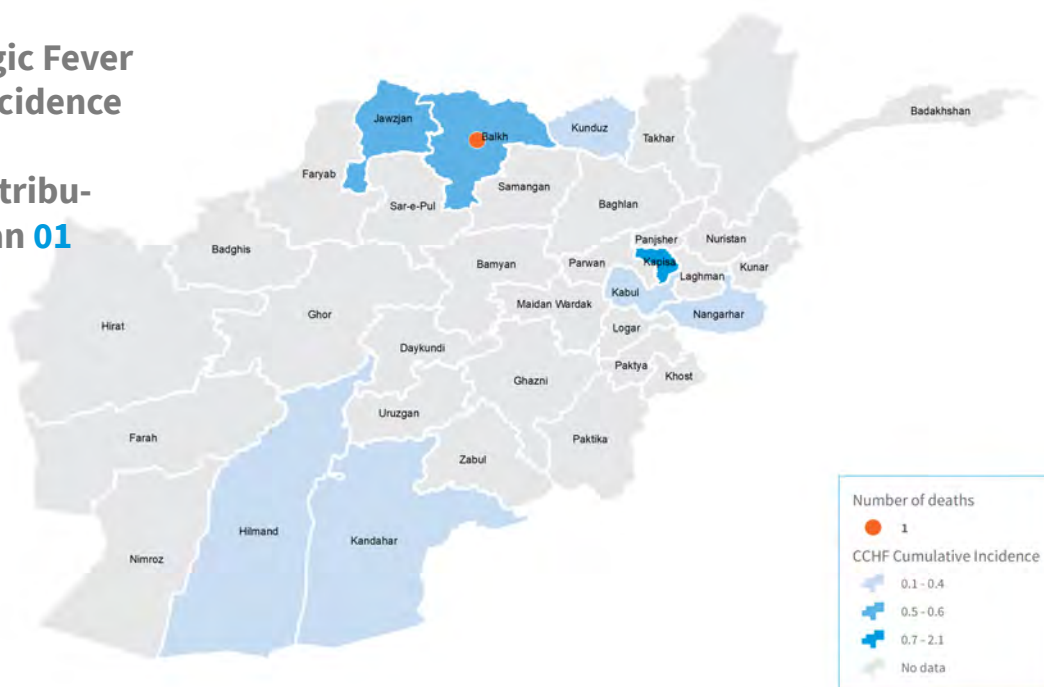 gic Fever
cidence
tribu-
an 01
Jawzjan
Balkh
Kunduz
Takhar
Badakhshan
Faryab
Sar-e-Pul
Samangan
Baghlan
Badghis
Panjsher
Nuristan
Bamyan
Parwan
Kapisa
Laghman
Kunar
Kabul
Nangarhar
Hirat
Ghor
Maidan Wardak
Logar
Daykundi
Paktya
Khost
Ghazni
Uruzgan
Farah
Paktika
Zabul
Hilmand
Kandahar
Nimroz
Number of deaths
1
CCHF Cumulative Incidence
0.1 - 0.4
0.5 - 0.6
0.7 - 2.1
No data